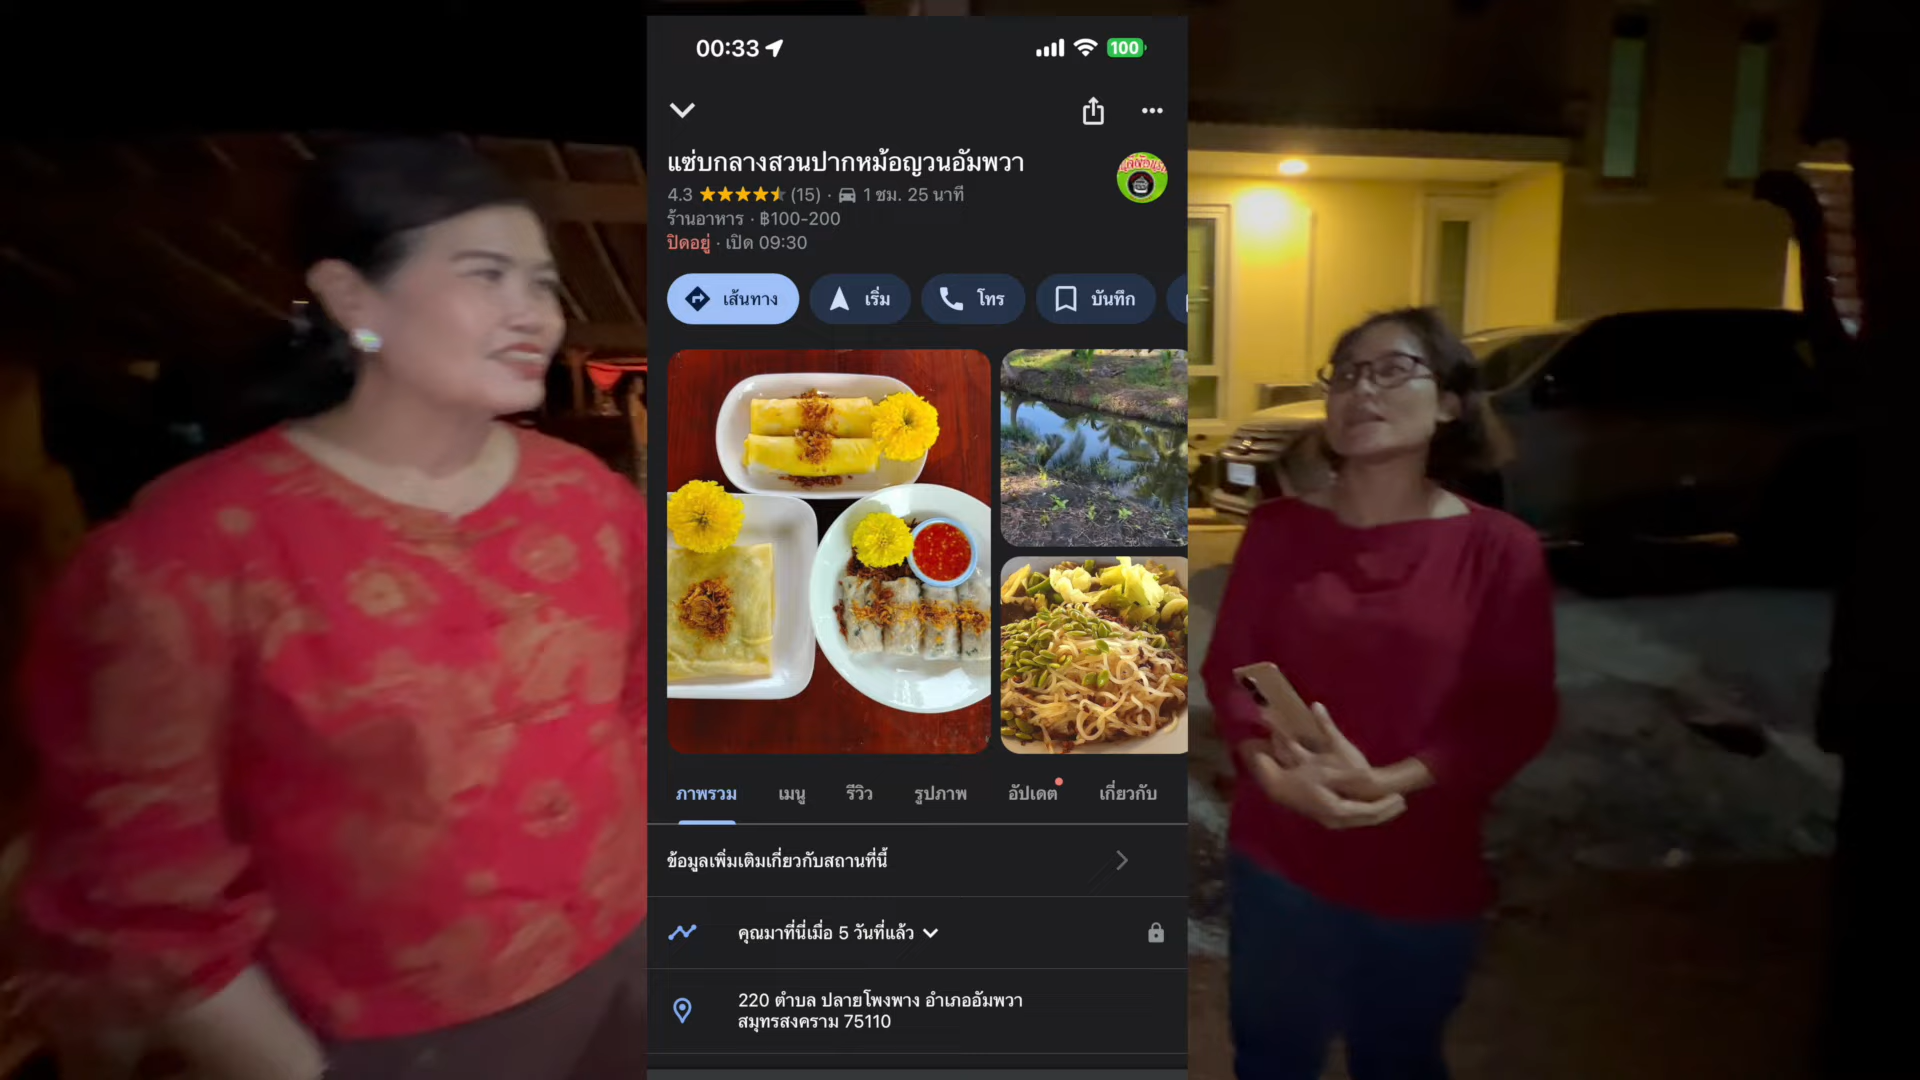 00:33
100
แซ่บกลางสวนปากหม้อญวนอัมพวา
4.3 (15) · 1 ชม. 25 นาที
ร้านอาหาร · ฿100-200
ปิดอยู่ · เปิด 09:30
เส้นทาง
เริ่ม
โทร
บันทึก
ภาพรวม
เมนู
รีวิว
รูปภาพ
อัปเดต
เกี่ยวกับ
ข้อมูลเพิ่มเติมเกี่ยวกับสถานที่นี้
คุณมาที่นี่เมื่อ 5 วันที่แล้ว
220 ตำบล ปลายโพงพาง อำเภออัมพวา
สมุทรสงคราม 75110